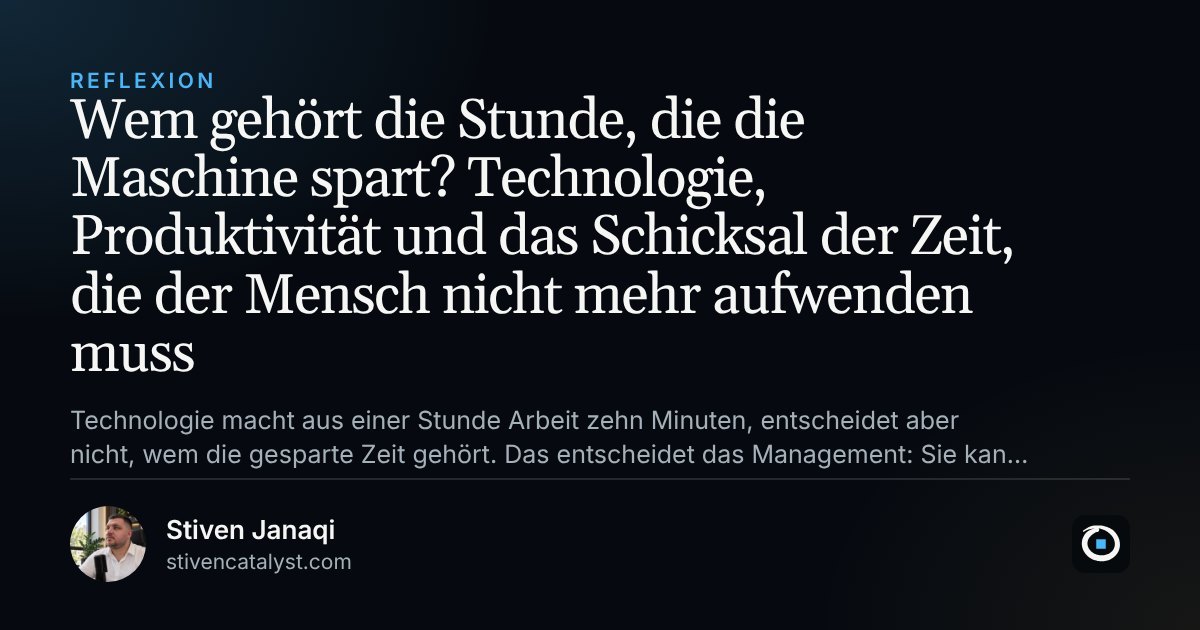 REFLEXION
Wem gehört die Stunde, die die
Maschine spart? Technologie,
Produktivität und das Schicksal der Zeit,
die der Mensch nicht mehr aufwenden
muss
Technologie macht aus einer Stunde Arbeit zehn Minuten, entscheidet aber
nicht, wem die gesparte Zeit gehört. Das entscheidet das Management: Sie kan...
Stiven Janaqi
stivencatalyst.com